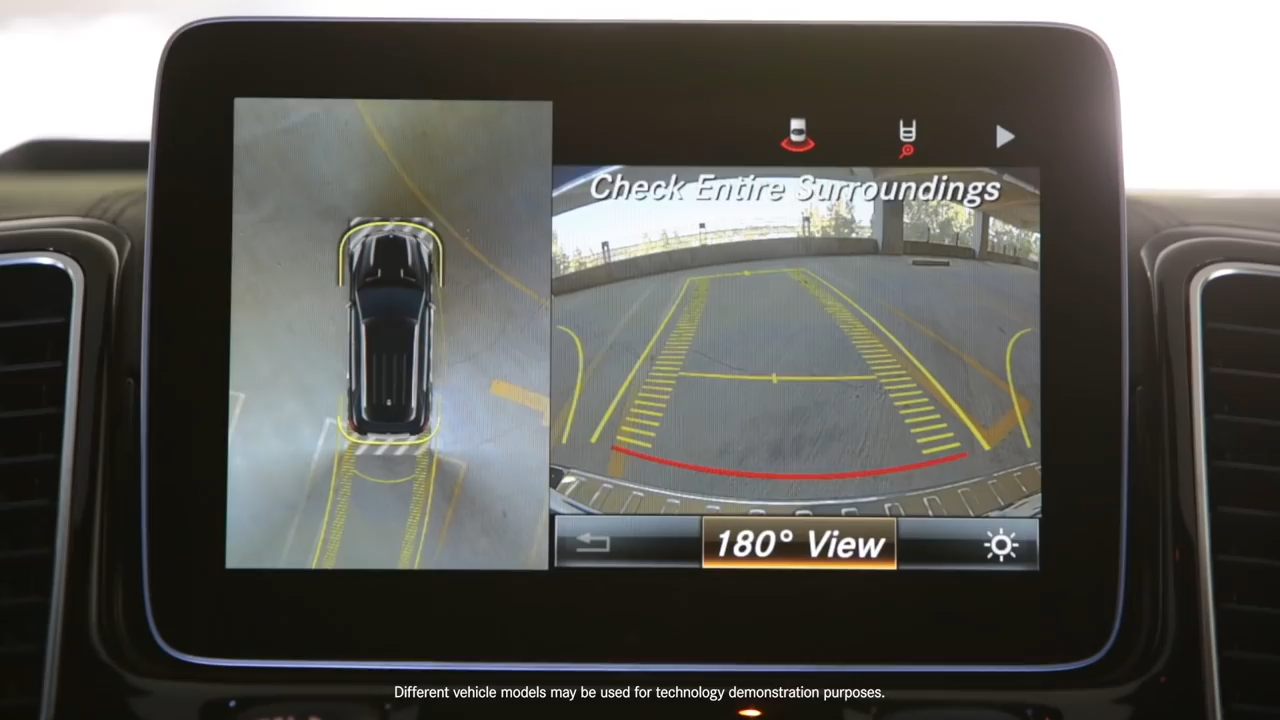 Check Entire Surroundings
180° View
Different vehicle models may be used for technology demonstration purposes.